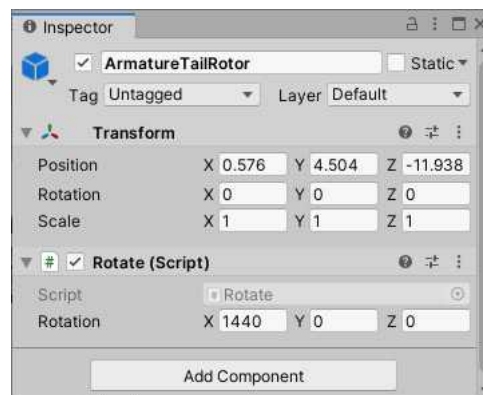 Inspector
ArmatureTailRotor Static
Tag Untagged Layer Default
Transform
Position X 0.576 Y 4.504 Z -11.938
Rotation X 0 Y 0 Z 0
Scale X 1 Y 1 Z 1
# Rotate (Script)
Script # Rotate
Rotation X 1440 Y 0 Z 0
Add Component